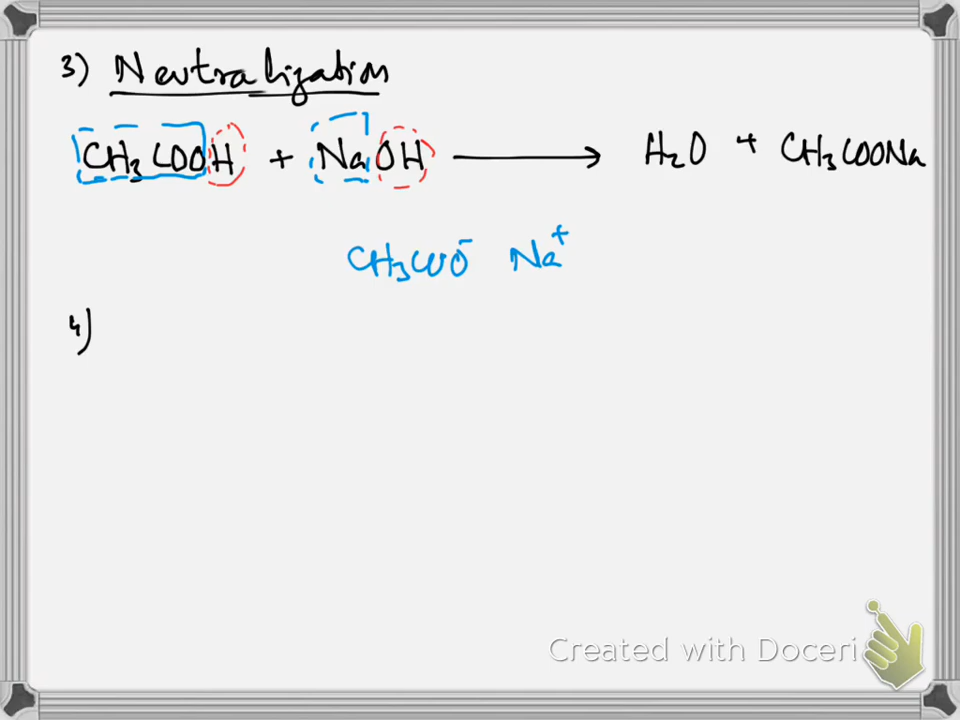 3) Neutralization
CH₃COOH + NaOH ⟶ H₂O + CH₃COONa
CH₃COO⁻ Na⁺
4)
Created with Doceri